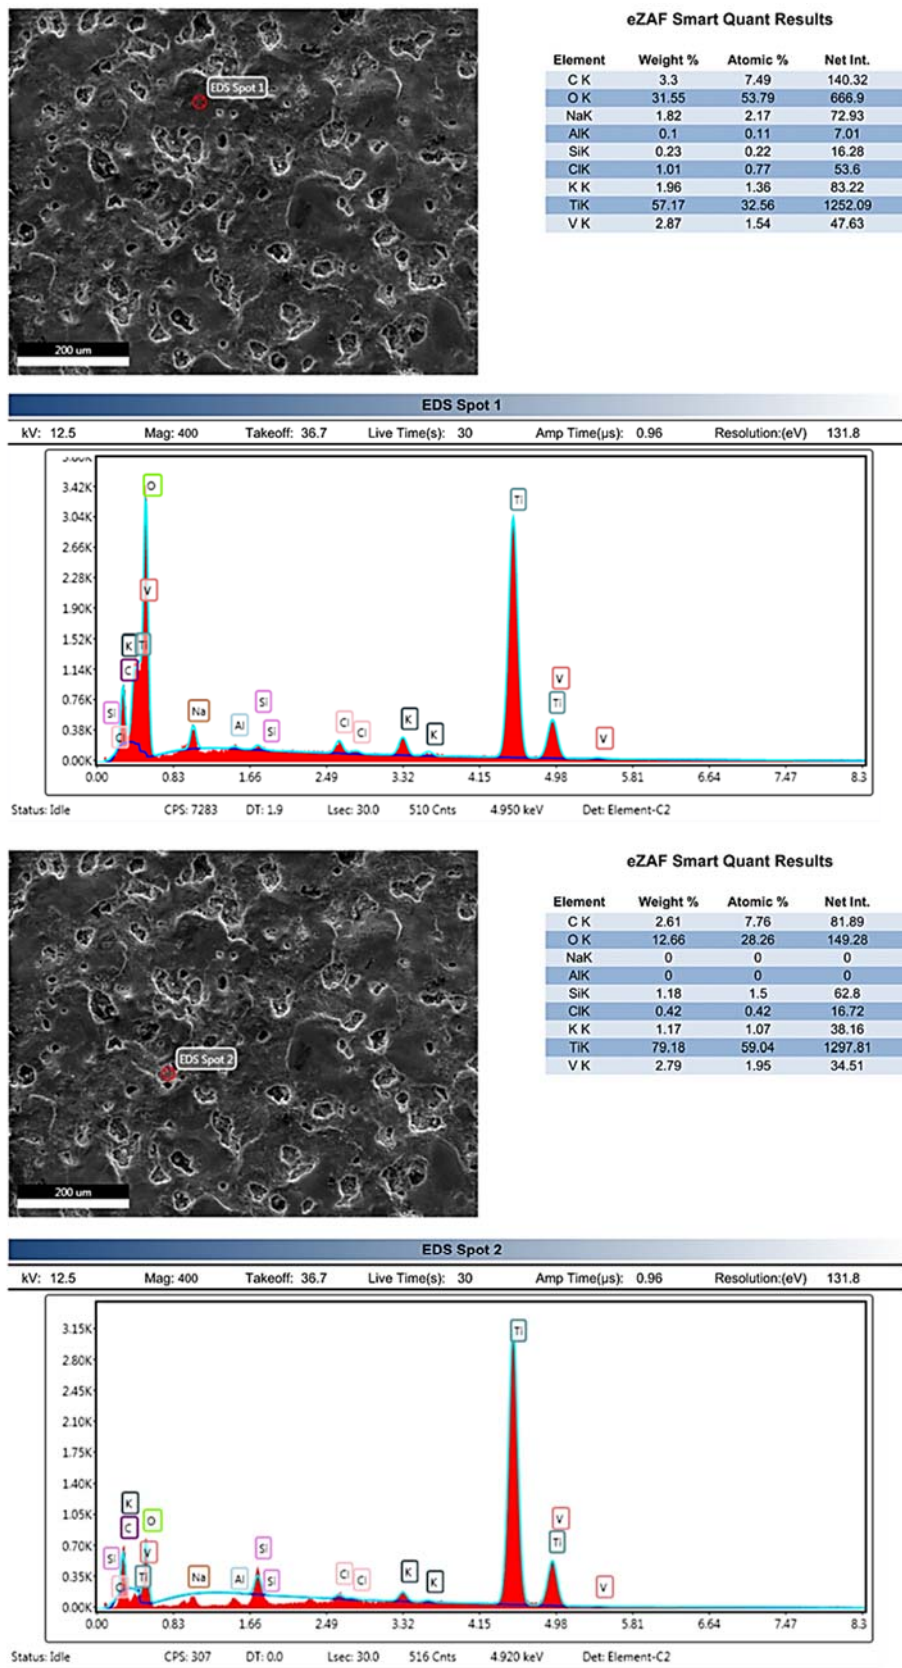 eZAF Smart Quant Results
Element Weight % Atomic % Net Int.
C K 3.3 7.49 140.32
O K 31.55 53.79 666.9
NaK 1.82 2.17 72.93
AlK 0.1 0.11 7.01
SiK 0.23 0.22 16.28
ClK 1.01 0.77 53.6
K K 1.96 1.36 83.22
TiK 57.17 32.56 1252.09
V K 2.87 1.54 47.63
EDS Spot 1
200 um
EDS Spot 1
kV: 12.5 Mag: 400 Takeoff: 36.7 Live Time(s): 30 Amp Time(µs): 0.96 Resolution:(eV) 131.8
3.42K
3.04K
2.66K
2.28K
1.90K
1.52K
1.14K
0.76K
0.38K
0.00K
O
V
K Ti
C
Si
Cl
Na
Al
Si
Si
Cl
Cl
K
K
Ti
V
Ti
V
0.00 0.83 1.66 2.49 3.32 4.15 4.98 5.81 6.64 7.47 8.3
Status: Idle CPS: 7283 DT: 1.9 Lsec: 30.0 510 Cnts 4.950 keV Det: Element-C2
eZAF Smart Quant Results
Element Weight % Atomic % Net Int.
C K 2.61 7.76 81.89
O K 12.66 28.26 149.28
NaK 0 0 0
AlK 0 0 0
SiK 1.18 1.5 62.8
ClK 0.42 0.42 16.72
K K 1.17 1.07 38.16
TiK 79.18 59.04 1297.81
V K 2.79 1.95 34.51
EDS Spot 2
200 um
EDS Spot 2
kV: 12.5 Mag: 400 Takeoff: 36.7 Live Time(s): 30 Amp Time(µs): 0.96 Resolution:(eV) 131.8
3.15K
2.80K
2.45K
2.10K
1.75K
1.40K
1.05K
0.70K
0.35K
0.00K
K
C
O
Si
V
Cl
Ti
Na
Al
Si
Si
Cl
Cl
K
K
Ti
V
Ti
V
0.00 0.83 1.66 2.49 3.32 4.15 4.98 5.81 6.64 7.47 8.3
Status: Idle CPS: 307 DT: 0.0 Lsec: 30.0 516 Cnts 4.920 keV Det: Element-C2